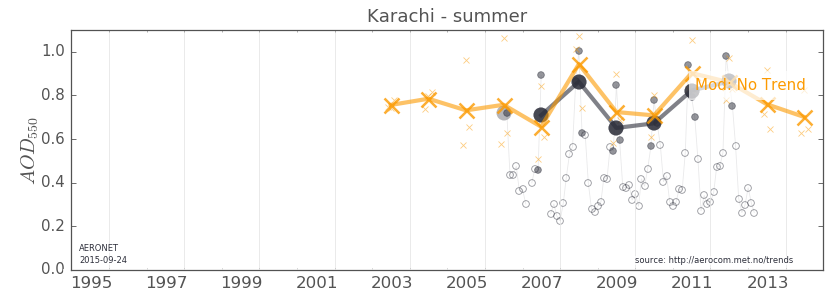 Karachi - summer
1.0
0.8
0.6
0.4
0.2
0.0
AOD550
Mod: No Trend
AERONET
2015-09-24
source: http://aerocom.met.no/trends
1995 1997 1999 2001 2003 2005 2007 2009 2011 2013